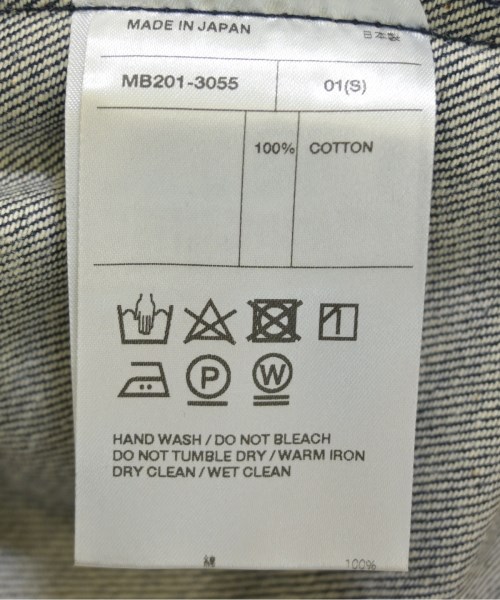 MADE IN JAPAN 日本製
MB201-3055 01(S)
100% COTTON
P W
HAND WASH / DO NOT BLEACH
DO NOT TUMBLE DRY / WARM IRON
DRY CLEAN / WET CLEAN
綿 100%